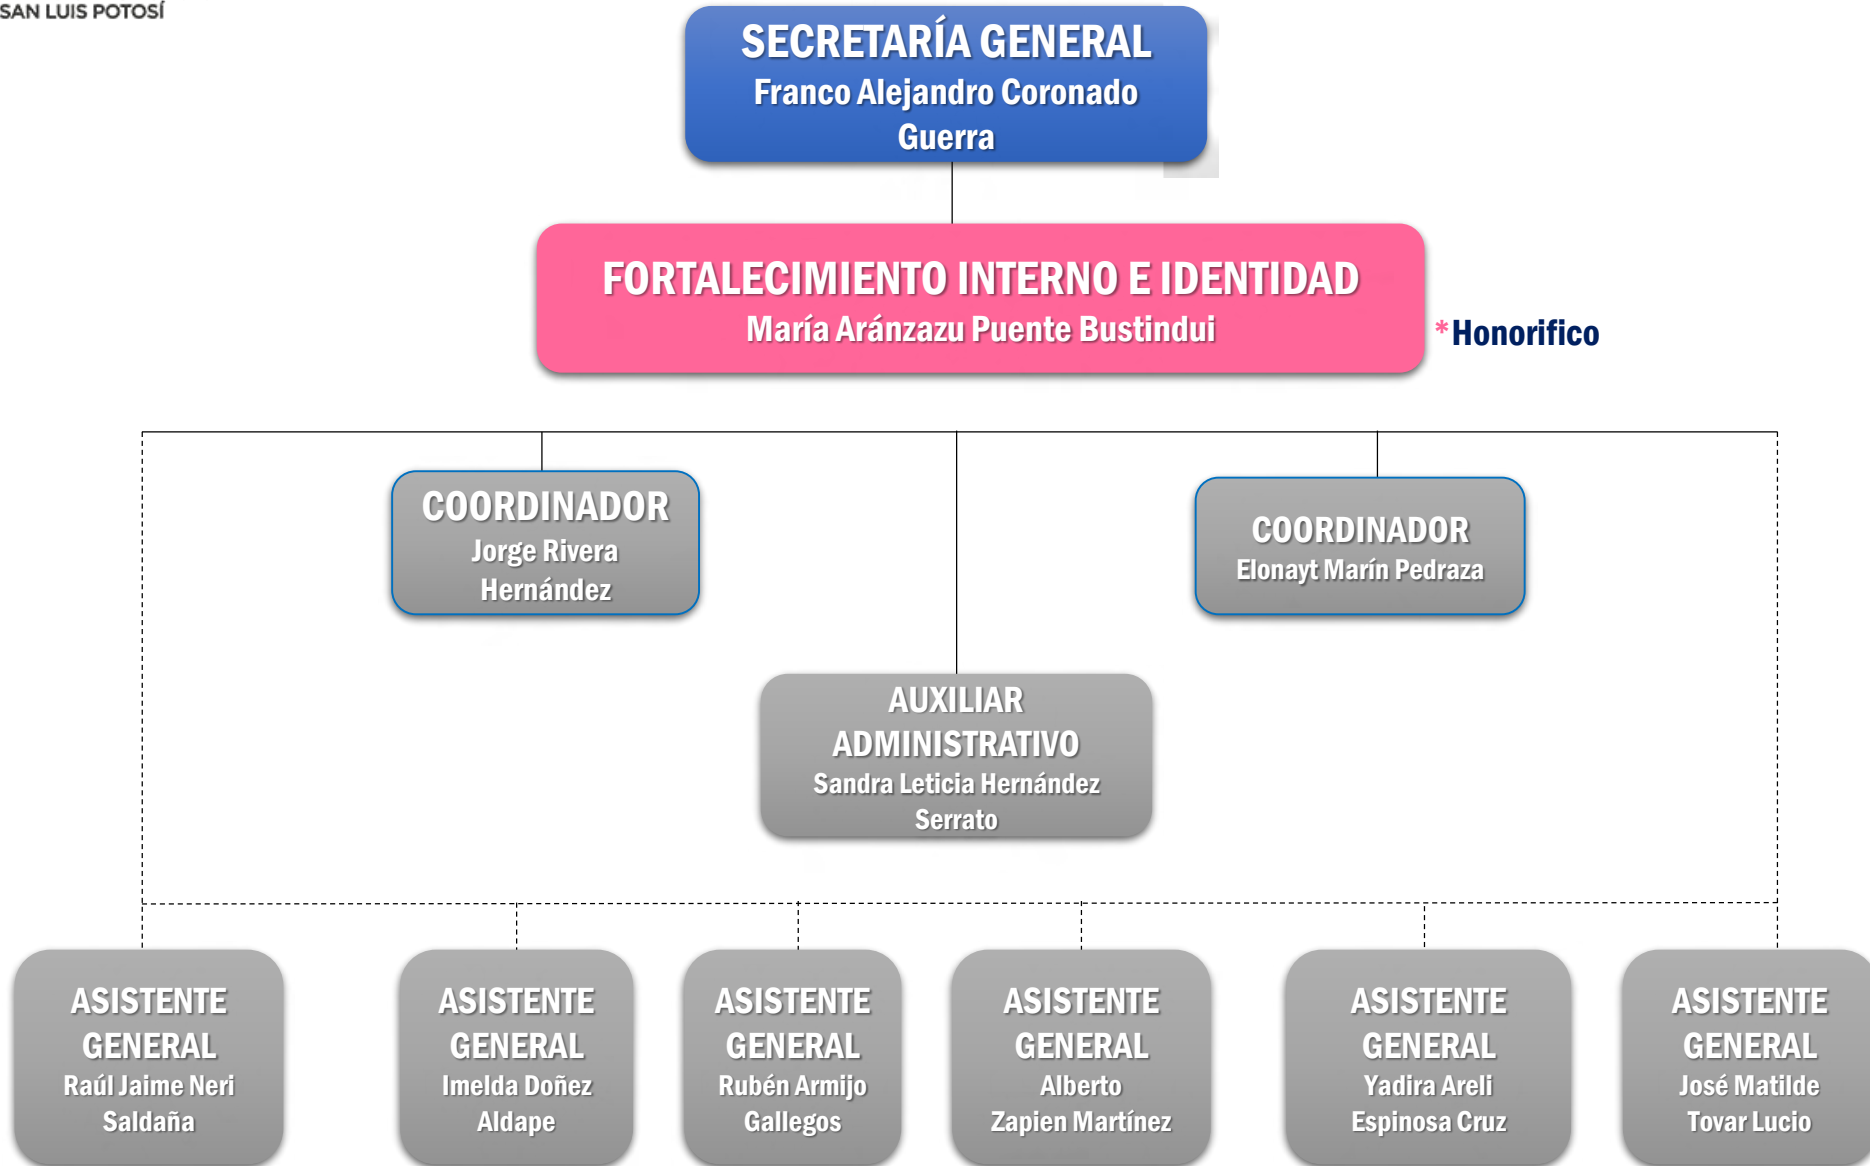 SAN LUIS POTOSÍ
SECRETARÍA GENERAL
Franco Alejandro Coronado
Guerra
FORTALECIMIENTO INTERNO E IDENTIDAD
María Aránzazu Puente Bustindui
*Honorifico
COORDINADOR
Jorge Rivera
Hernández
COORDINADOR
Elonayt Marín Pedraza
AUXILIAR
ADMINISTRATIVO
Sandra Leticia Hernández
Serrato
ASISTENTE
GENERAL
Raúl Jaime Neri
Saldaña
ASISTENTE
GENERAL
Imelda Doñez
Aldape
ASISTENTE
GENERAL
Rubén Armijo
Gallegos
ASISTENTE
GENERAL
Alberto
Zapien Martínez
ASISTENTE
GENERAL
Yadira Areli
Espinosa Cruz
ASISTENTE
GENERAL
José Matilde
Tovar Lucio